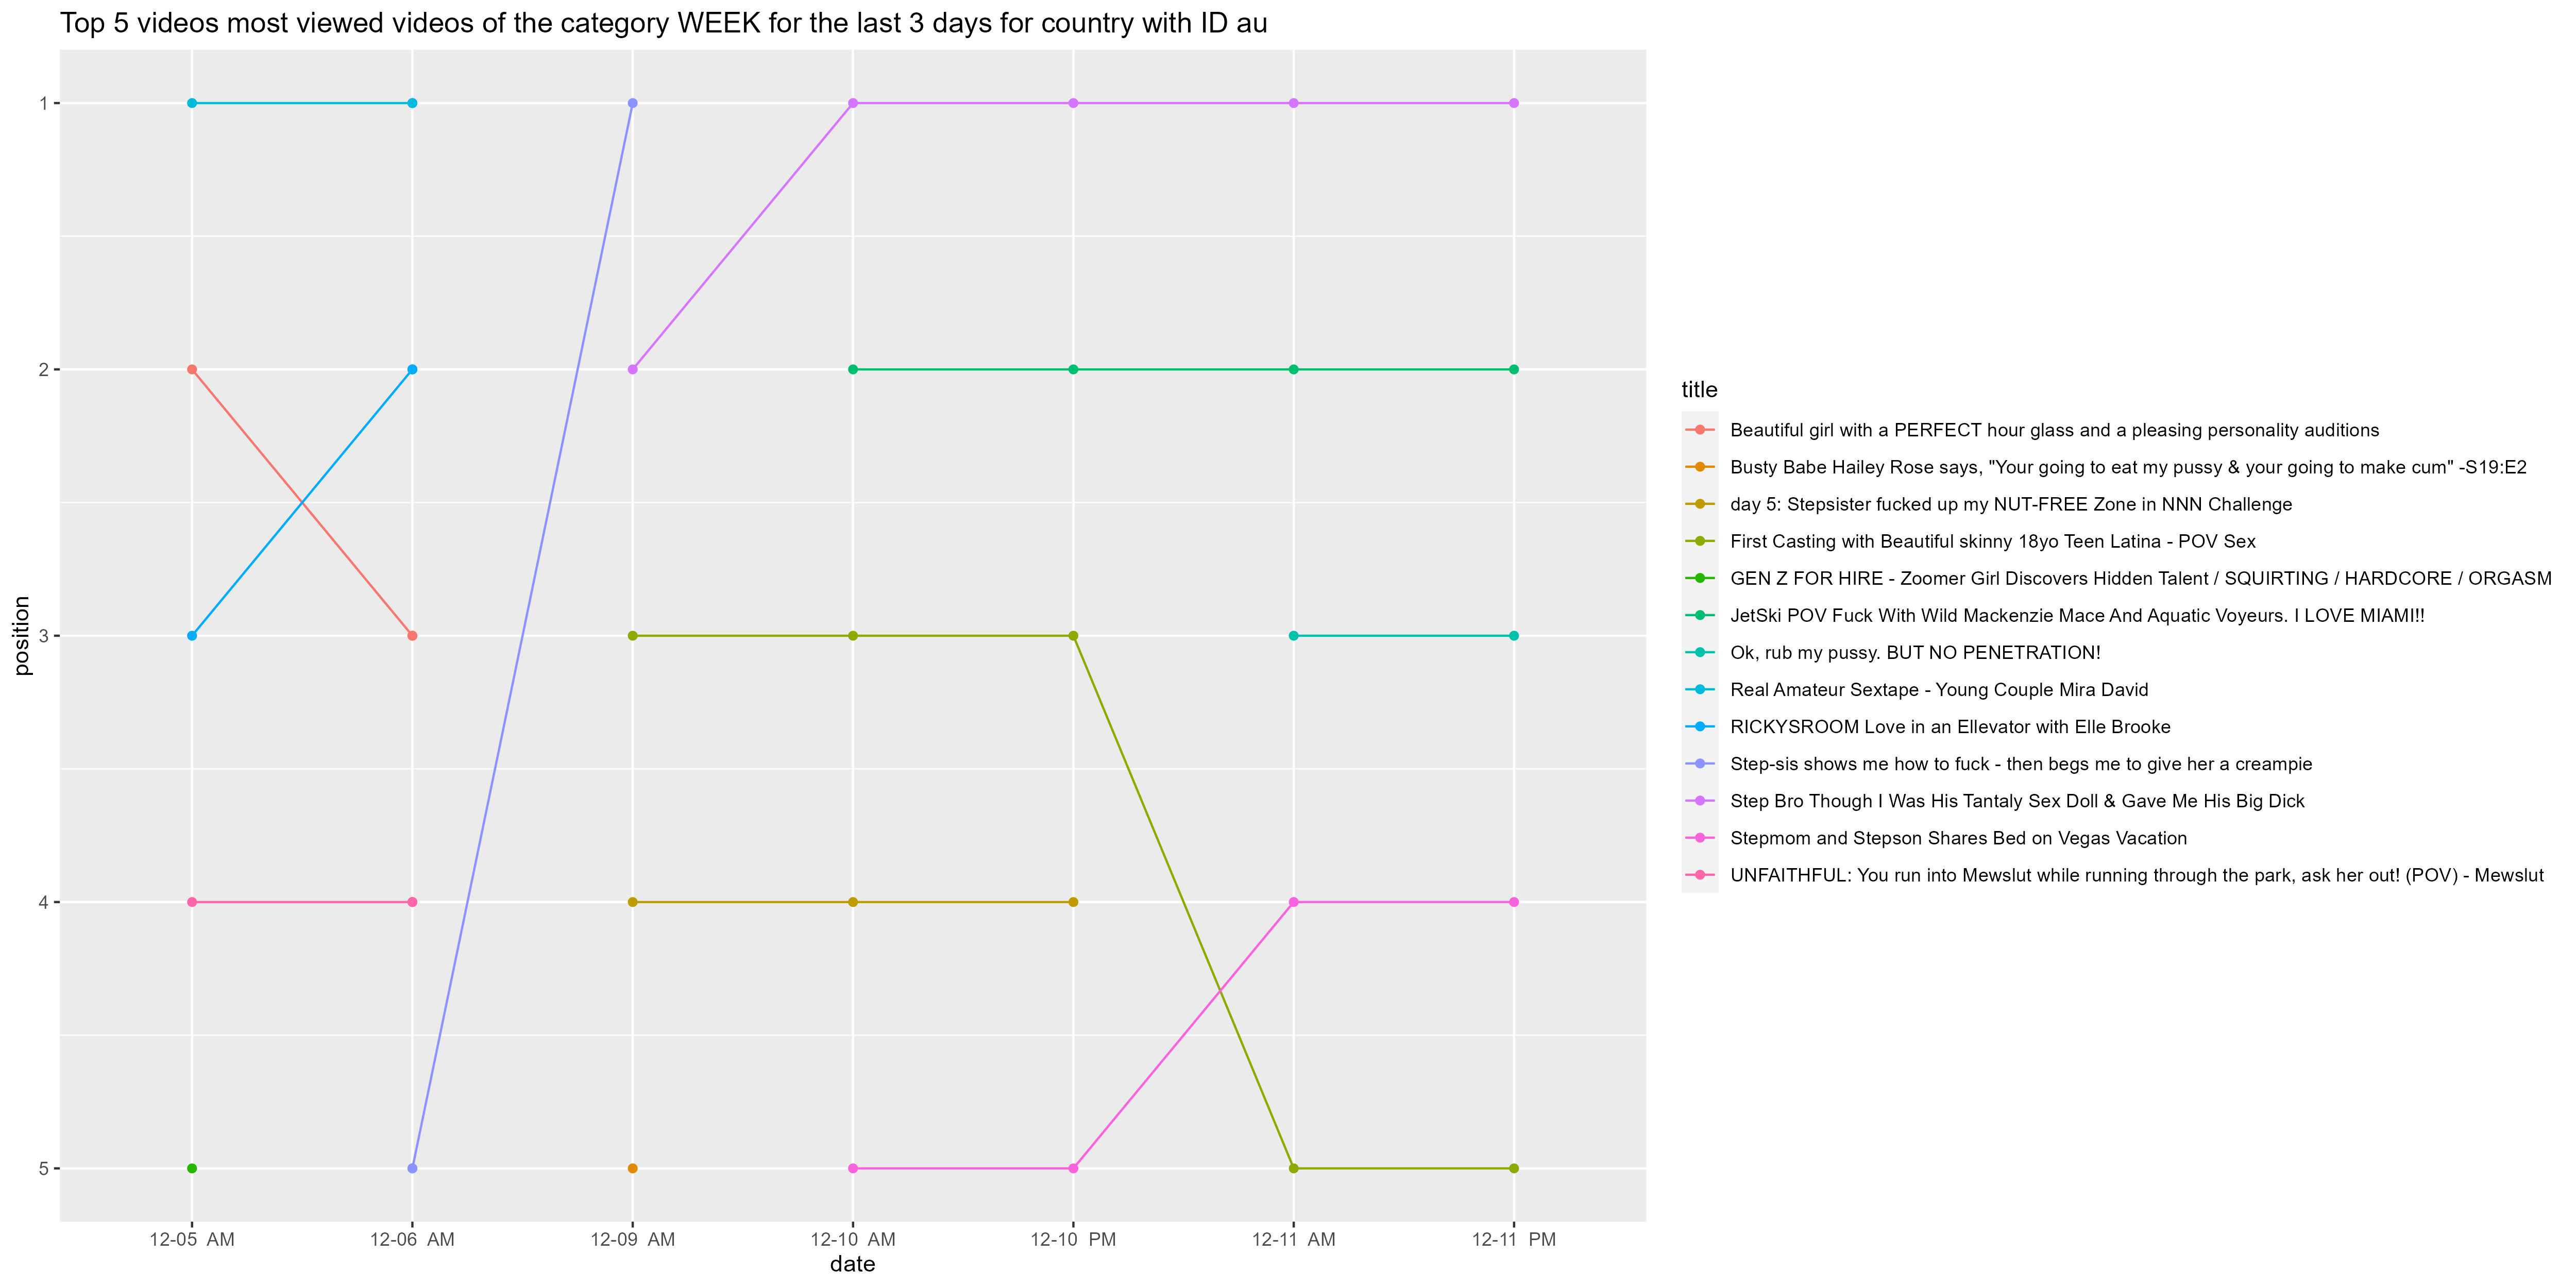 Top 5 videos most viewed videos of the category WEEK for the last 3 days for country with ID au
position
1
2
3
4
5
12-05 AM
12-06 AM
12-09 AM
12-10 AM
12-10 PM
12-11 AM
12-11 PM
date
title
Beautiful girl with a PERFECT hour glass and a pleasing personality auditions
Busty Babe Hailey Rose says, "Your going to eat my pussy & your going to make cum" -S19:E2
day 5: Stepsister fucked up my NUT-FREE Zone in NNN Challenge
First Casting with Beautiful skinny 18yo Teen Latina - POV Sex
GEN Z FOR HIRE - Zoomer Girl Discovers Hidden Talent / SQUIRTING / HARDCORE / ORGASM
JetSki POV Fuck With Wild Mackenzie Mace And Aquatic Voyeurs. I LOVE MIAMI!!
Ok, rub my pussy. BUT NO PENETRATION!
Real Amateur Sextape - Young Couple Mira David
RICKYSROOM Love in an Ellevator with Elle Brooke
Step-sis shows me how to fuck - then begs me to give her a creampie
Step Bro Though I Was His Tantaly Sex Doll & Gave Me His Big Dick
Stepmom and Stepson Shares Bed on Vegas Vacation
UNFAITHFUL: You run into Mewslut while running through the park, ask her out! (POV) - Mewslut